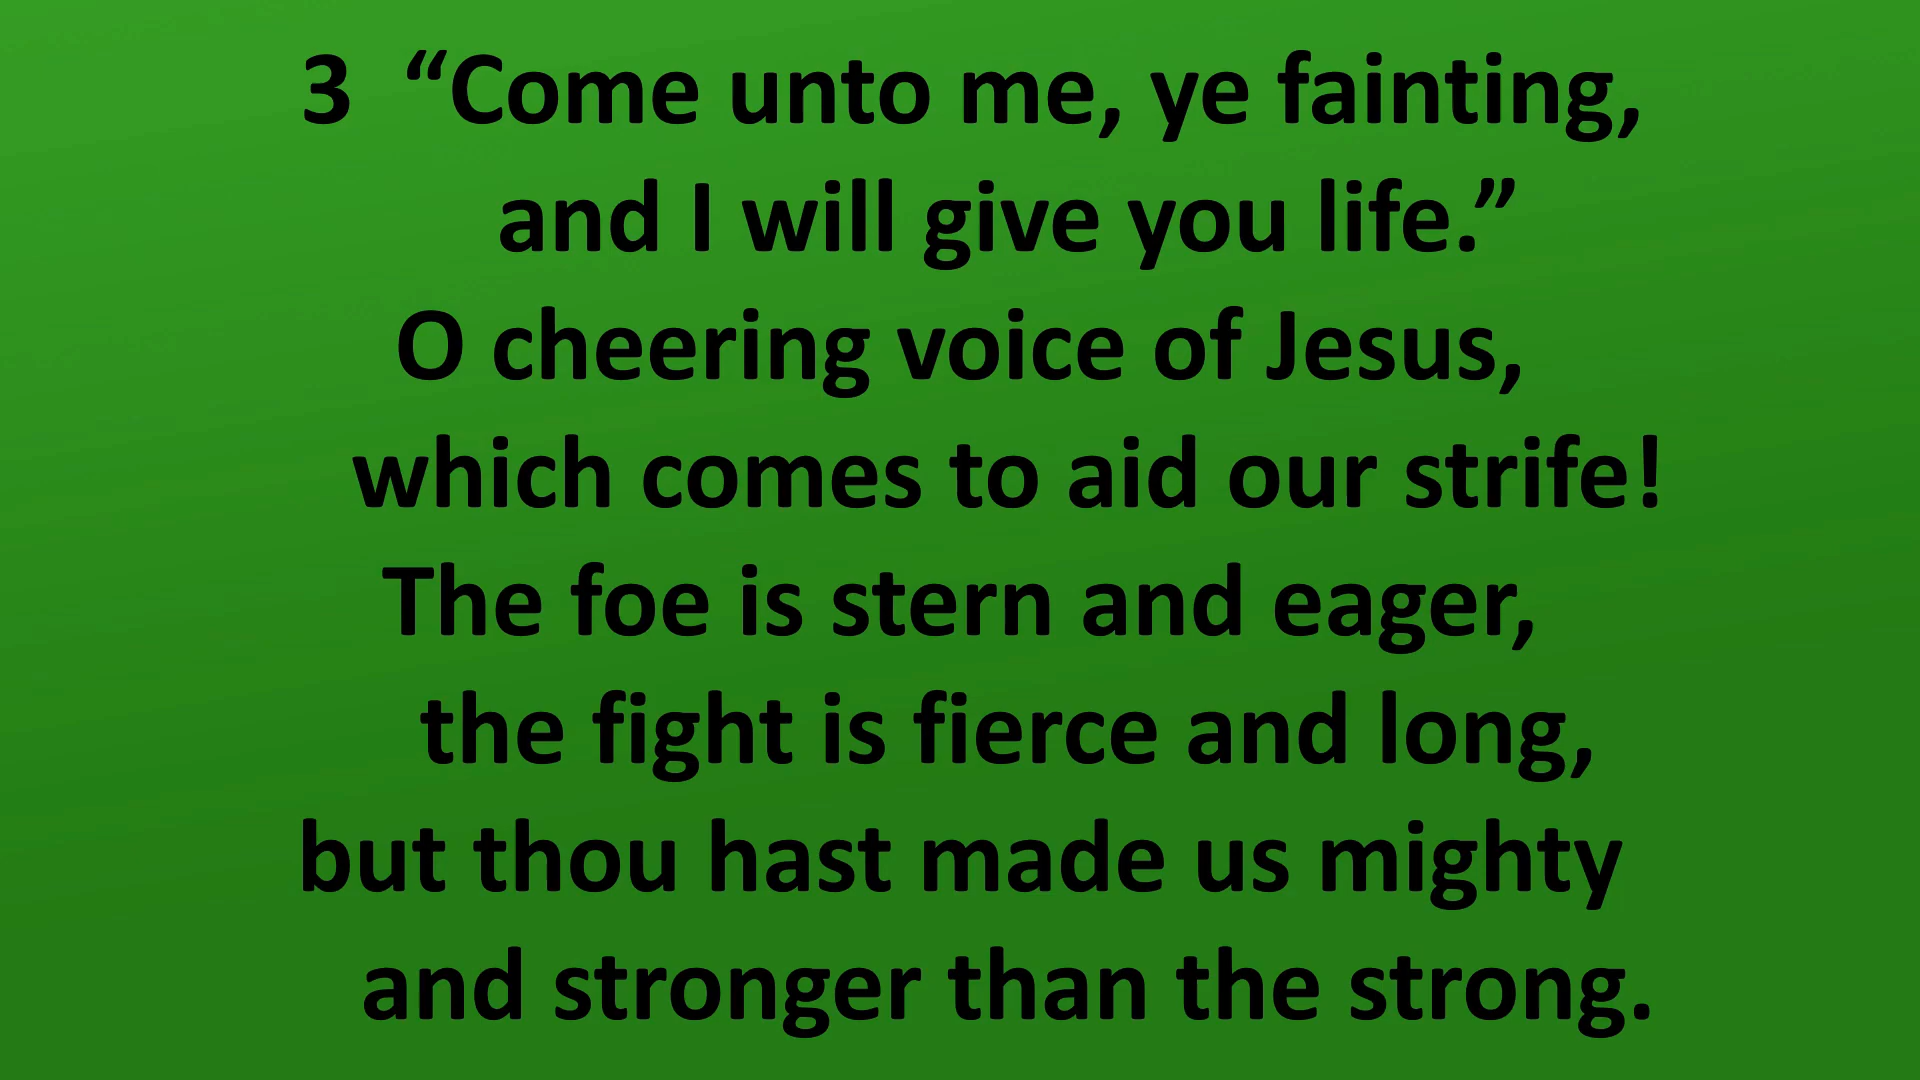 3 “Come unto me, ye fainting,
and I will give you life.”
O cheering voice of Jesus,
which comes to aid our strife!
The foe is stern and eager,
the fight is fierce and long,
but thou hast made us mighty
and stronger than the strong.